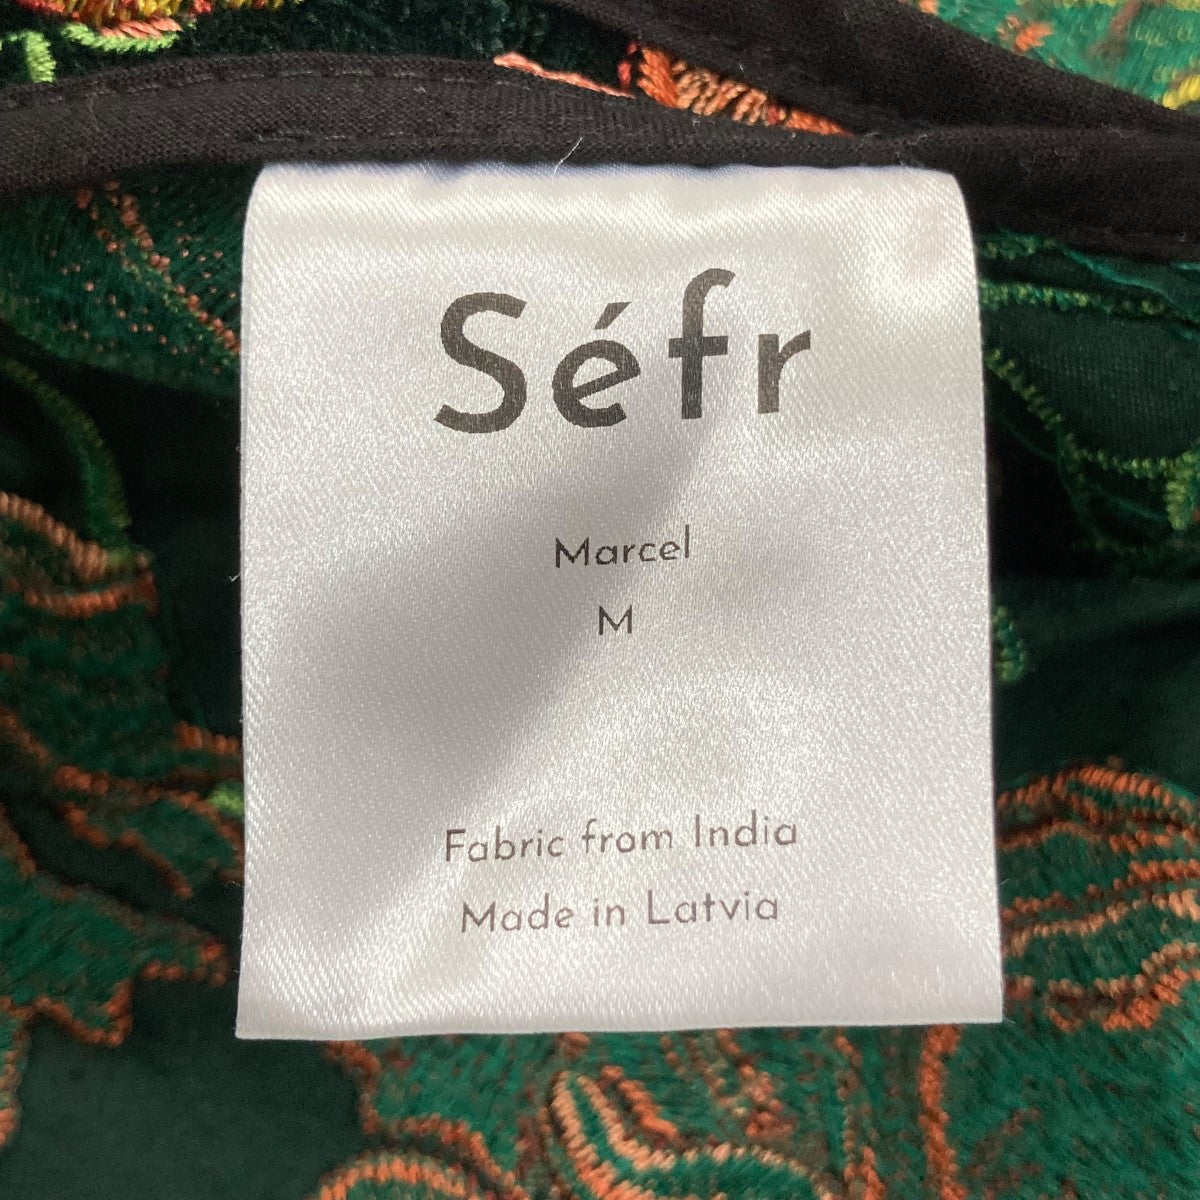 Séfr
Marcel
M
Fabric from India
Made in Latvia